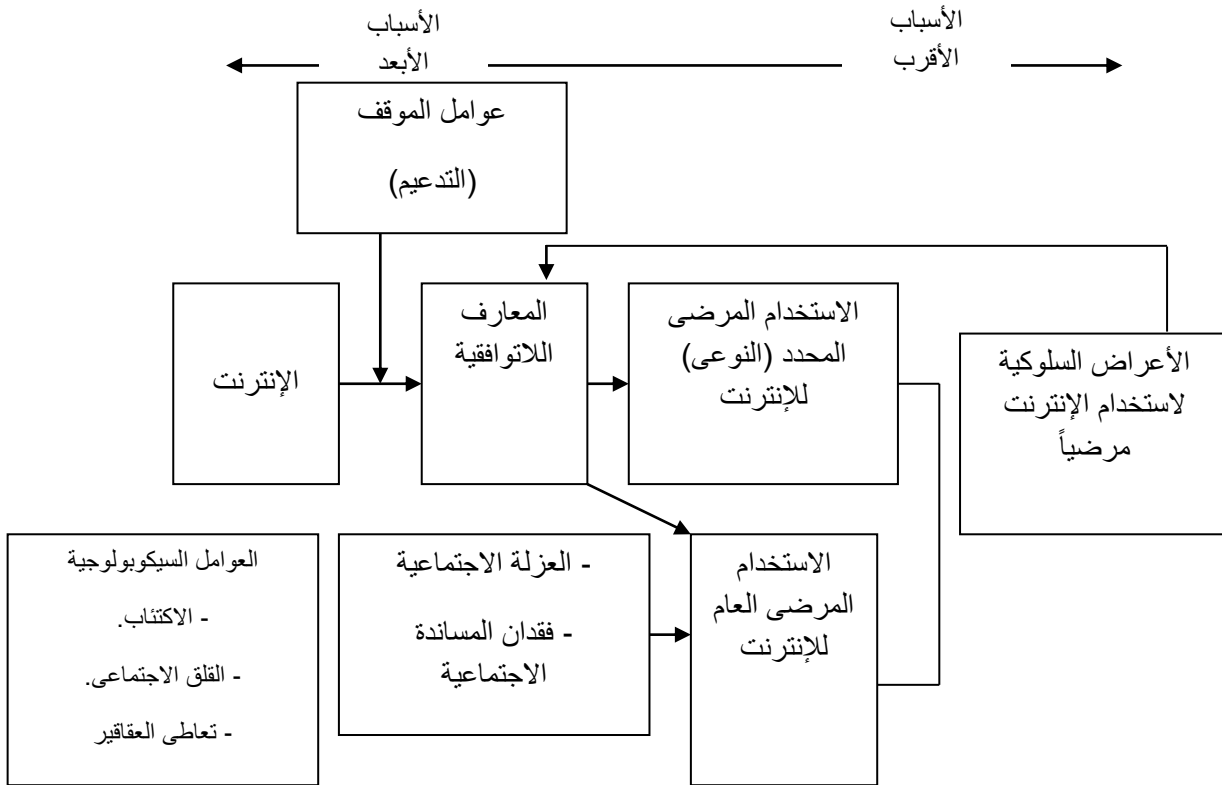 الأسباب
الأقرب
الأسباب
الأبعد
عوامل الموقف
(التدعيم)
الأعراض السلوكية
لاستخدام الإنترنت
مرضياً
الاستخدام المرضى
المحدد (النوعى)
للإنترنت
المعارف
اللاتوافقية
الإنترنت
الاستخدام
المرضى العام
للإنترنت
- العزلة الاجتماعية
- فقدان المساندة
الاجتماعية
العوامل السيكوبولوجية
- الاكتئاب.
- القلق الاجتماعى.
- تعاطى العقاقير